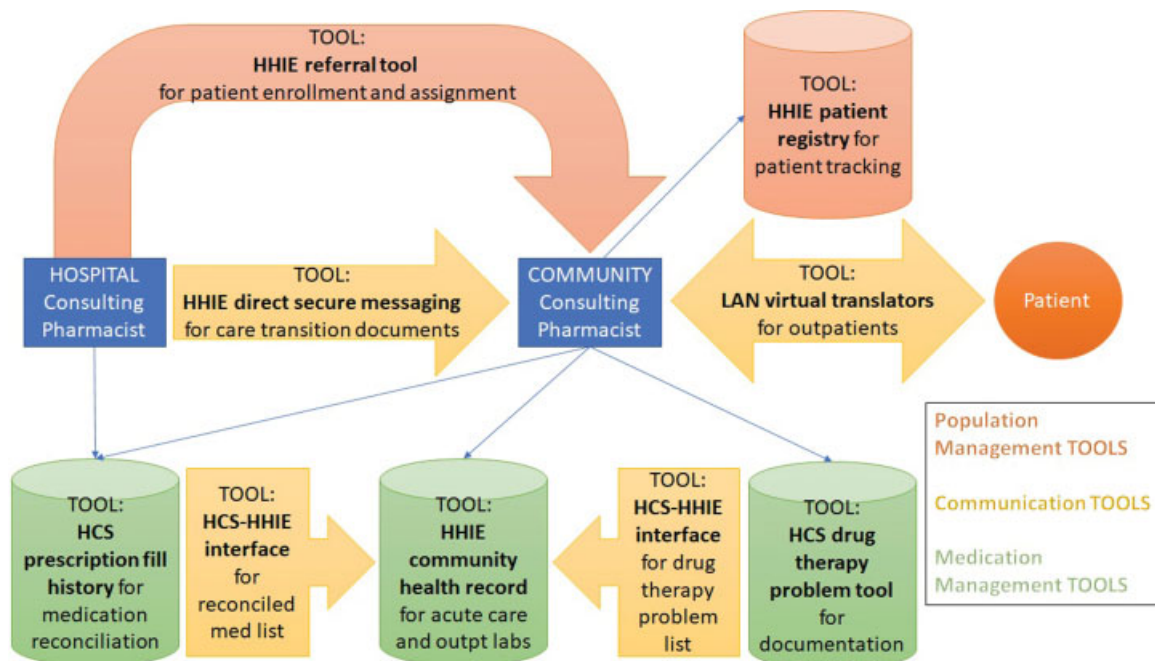 TOOL:
HHIE referral tool
for patient enrollment and assignment
TOOL:
HHIE patient
registry for
patient tracking
HOSPITAL
Consulting
Pharmacist
TOOL:
HHIE direct secure messaging
for care transition documents
COMMUNITY
Consulting
Pharmacist
TOOL:
LAN virtual translators
for outpatients
Patient
Population
Management TOOLS
Communication TOOLS
Medication
Management TOOLS
TOOL:
HCS
prescription fill
history for
medication
reconciliation
TOOL:
HCS-HHIE
interface
for
reconciled
med list
TOOL:
HHIE
community
health record
for acute care
and outpt labs
TOOL:
HCS-HHIE
interface
for drug
therapy
problem
list
TOOL:
HCS drug
therapy
problem tool
for
documentation